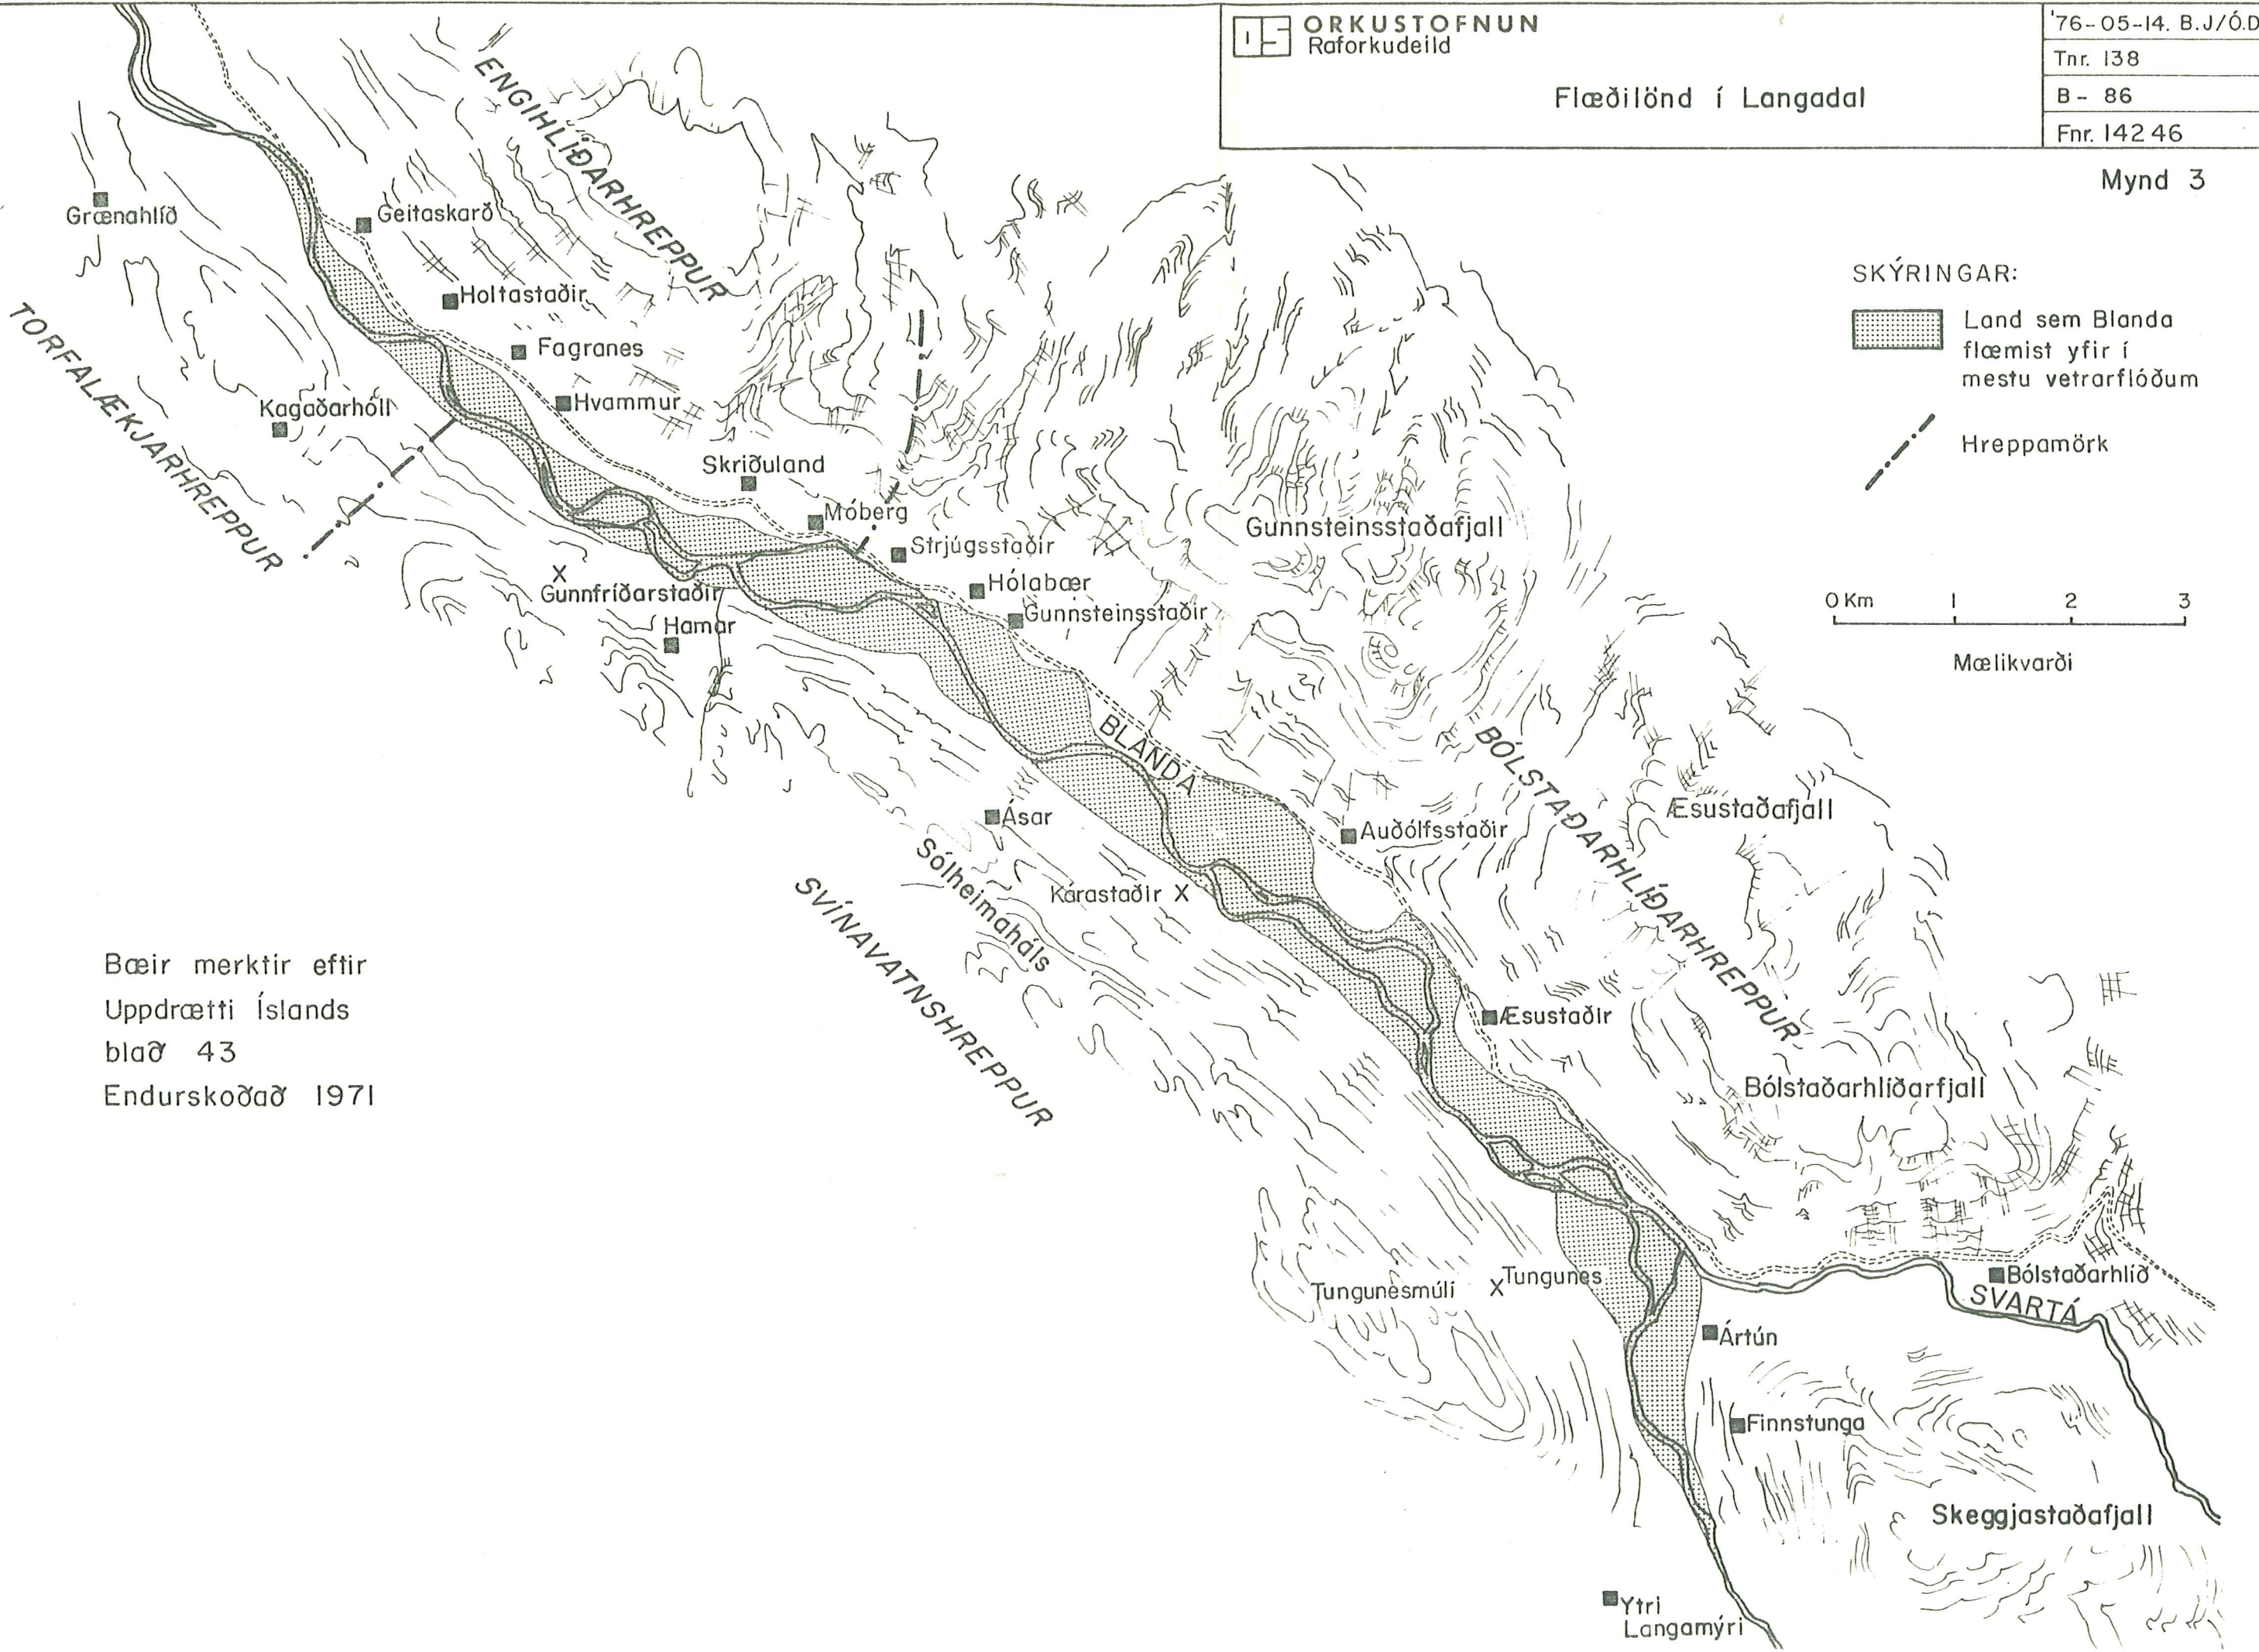 ORKUSTOFNUN
Raforkudeild
Flæðilönd í Langadal
'76-05-14. B.J/Ó.D
Tnr. 138
B - 86
Fnr. 14246
Mynd 3
SKÝRINGAR:
Land sem Blanda
flæmist yfir í
mestu vetrarflóðum
Hreppamörk
0 Km 1 2 3
Mælikvarði
ENGIHLÍÐARHREPPUR
Grænahlíð
Geitaskarð
Holtastaðir
TORFALÆKJARHREPPUR
Fagranes
Kagaðarhóll
Hvammur
Skriðuland
Móberg
Strjúgsstaðir
Gunnsteinsstaðafjall
Gunnfríðarstaðir
Hólabær
Gunnsteinsstaðir
Hamar
BLANDA
BÓLSTAÐARHLÍÐARHREPPUR
Æsustaðafjall
Ásar
Auðólfsstaðir
Sólheimaháls
Kárastaðir X
SVÍNAVATNSHREPPUR
Bæir merktir eftir
Uppdrætti Íslands
blað 43
Endurskoðað 1971
Æsustaðir
Bólstaðarhlíðarfjall
Tungunesmúli
X Tungunes
Bólstaðarhlíð
SVARTÁ
Ártún
Finnstunga
Skeggjastaðafjall
Ytri
Langamýri